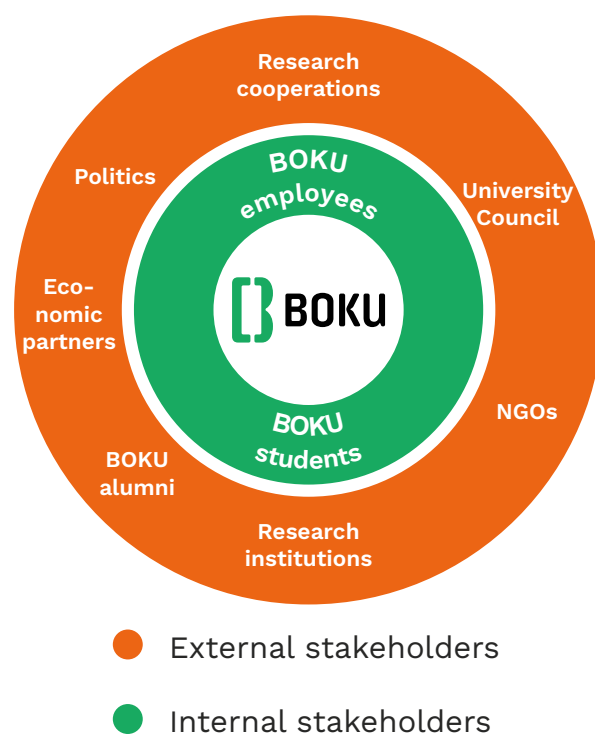 Research
cooperations
BOKU
employees
Politics
University
Council
Eco-
nomic
partners
BOKU
NGOs
BOKU
students
BOKU
alumni
Research
institutions
External stakeholders
Internal stakeholders